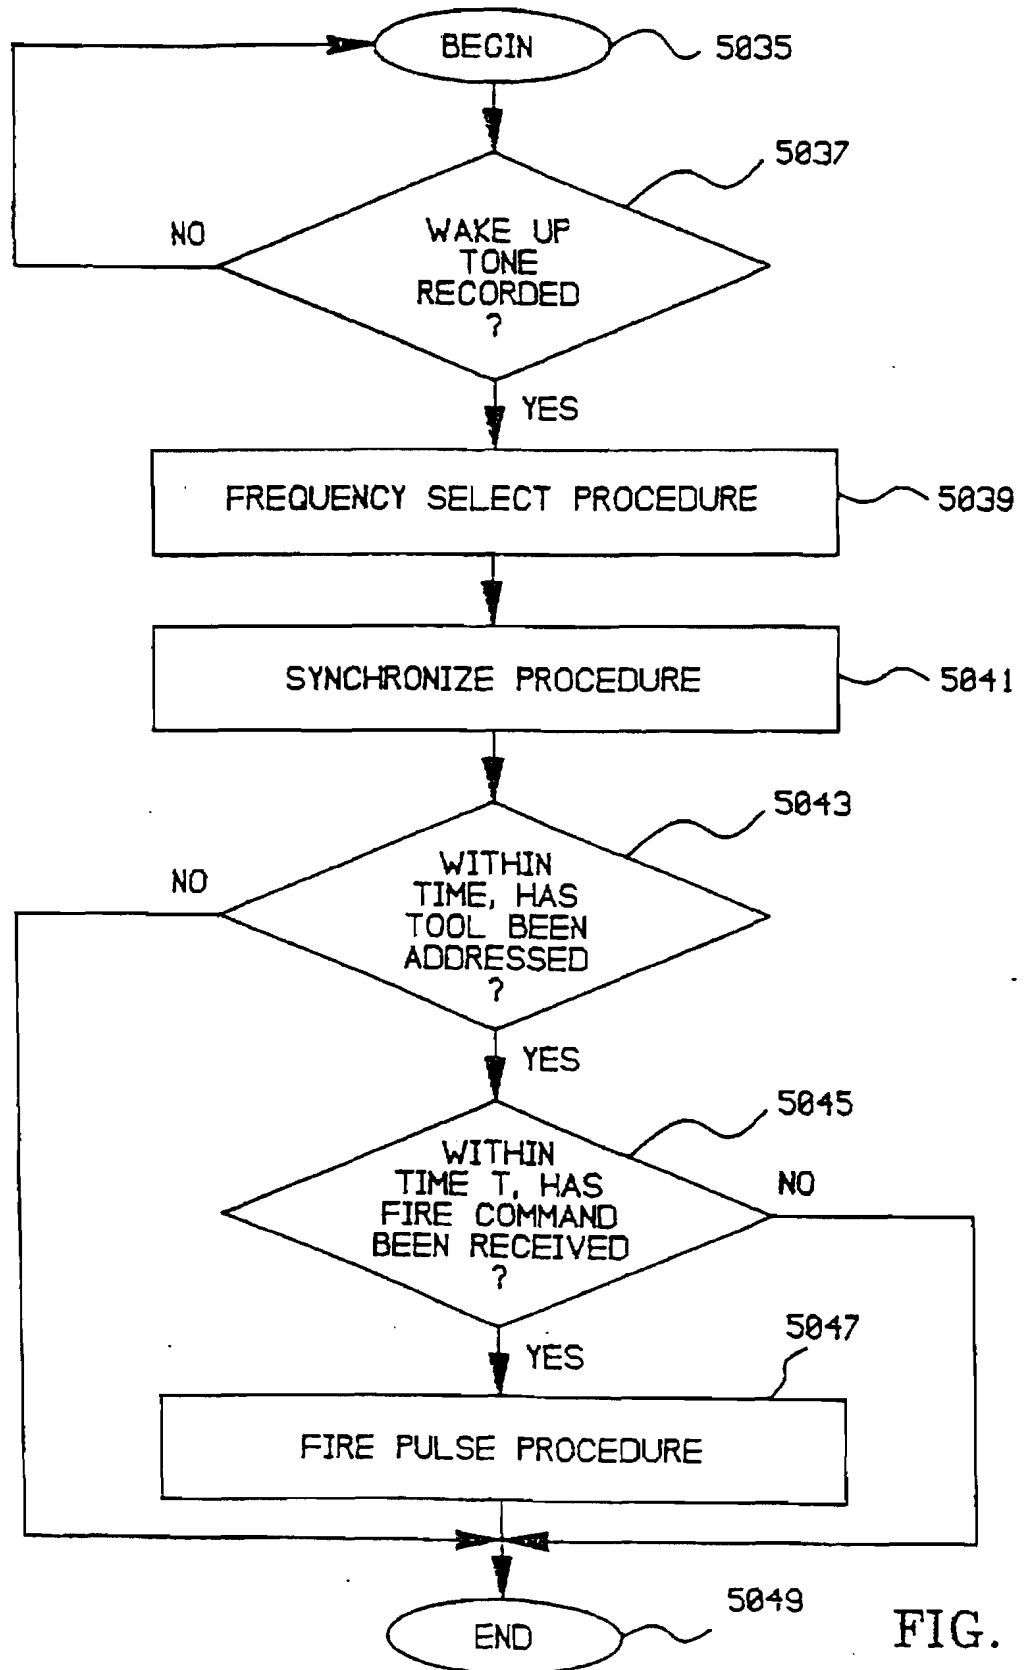 BEGIN
5035
5037
NO
WAKE UP
TONE
RECORDED
?
YES
FREQUENCY SELECT PROCEDURE
5039
SYNCHRONIZE PROCEDURE
5041
5043
NO
WITHIN
TIME, HAS
TOOL BEEN
ADDRESSED
?
YES
5045
WITHIN
TIME T, HAS
FIRE COMMAND
BEEN RECEIVED
?
NO
YES
5047
FIRE PULSE PROCEDURE
5049
END
FIG.